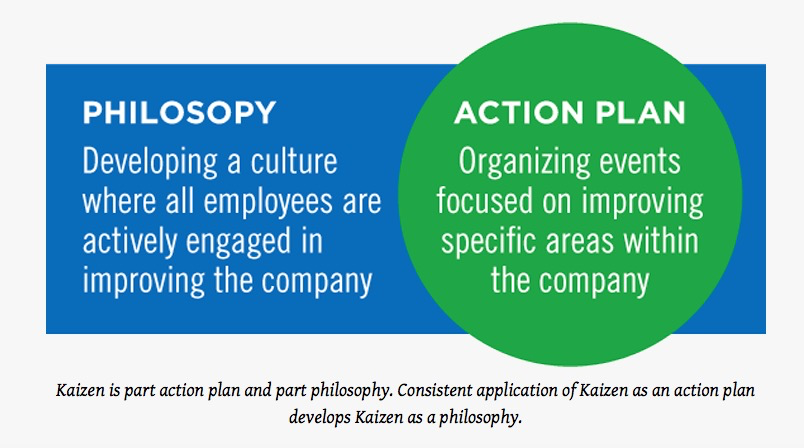 PHILOSOPY
Developing a culture
where all employees are
actively engaged in
improving the company
ACTION PLAN
Organizing events
focused on improving
specific areas within
the company
Kaizen is part action plan and part philosophy. Consistent application of Kaizen as an action plan
develops Kaizen as a philosophy.